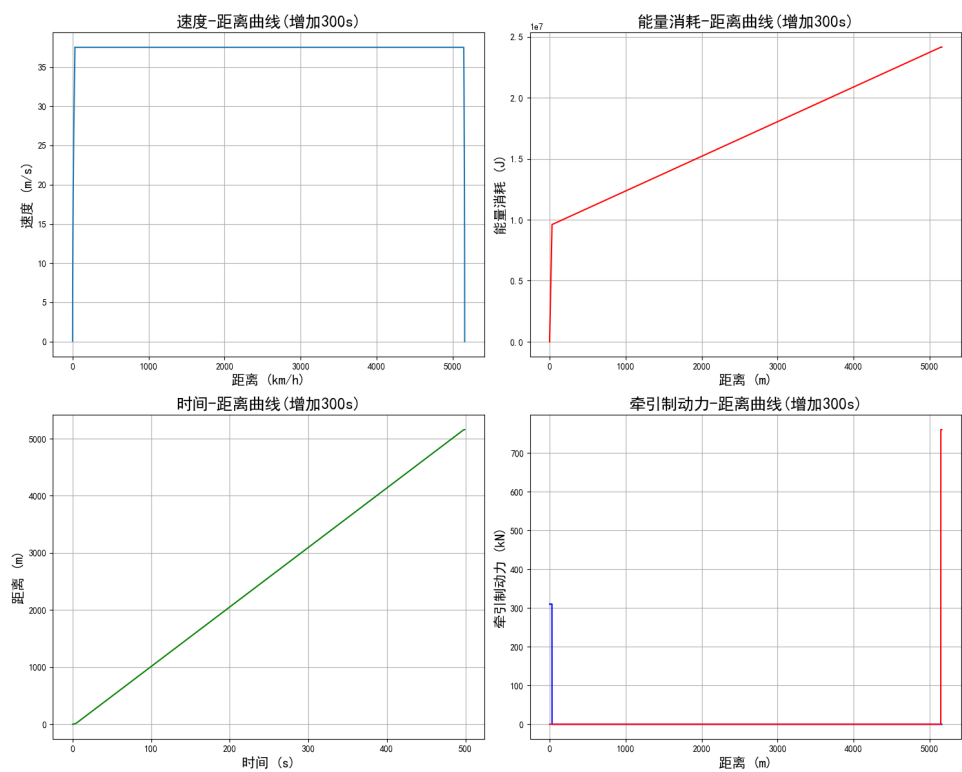 速度-距离曲线(增加300s)
35
30
25
20
15
10
5
0
速度 (m/s)
0 1000 2000 3000 4000 5000
距离 (km/h)
能量消耗-距离曲线(增加300s)
1e7
2.5
2.0
1.5
1.0
0.5
0.0
能量消耗 (J)
0 1000 2000 3000 4000 5000
距离 (m)
时间-距离曲线(增加300s)
5000
4000
3000
2000
1000
0
距离 (m)
0 100 200 300 400 500
时间 (s)
牵引制动力-距离曲线(增加300s)
700
600
500
400
300
200
100
0
牵引制动力 (kN)
0 1000 2000 3000 4000 5000
距离 (m)